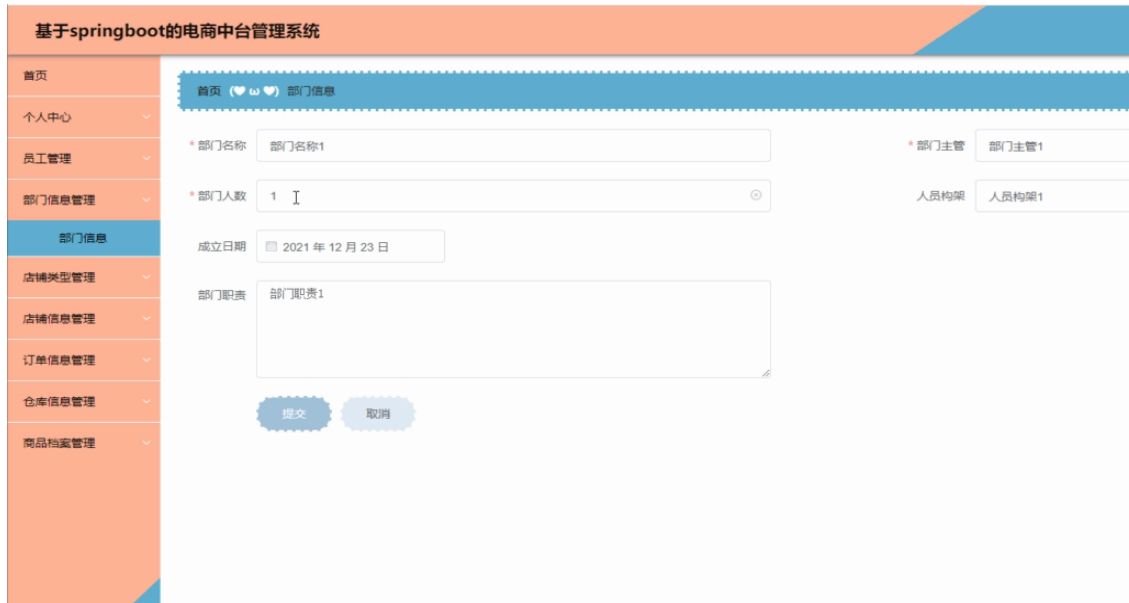 基于springboot的电商中台管理系统
首页
个人中心
员工管理
部门信息管理
部门信息
店铺类型管理
店铺信息管理
订单信息管理
仓库信息管理
商品档案管理
首页 (♥ ω ♥) 部门信息
* 部门名称 部门名称1 * 部门主管 部门主管1
* 部门人数 1 人员构架 人员构架1
成立日期 2021 年 12 月 23 日
部门职责 部门职责1
提交 取消